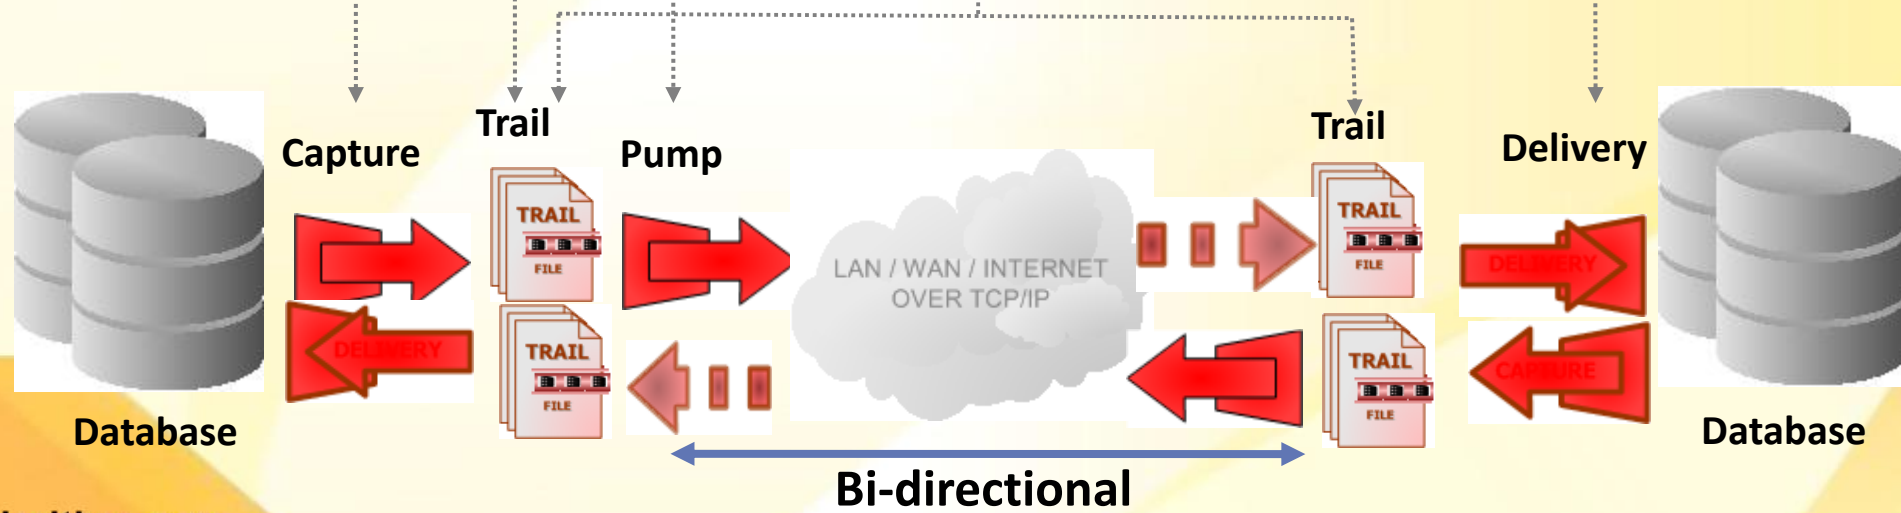 Trail
Trail
Capture
Pump
Delivery
TRAIL
FILE
LAN / WAN / INTERNET
OVER TCP/IP
TRAIL
FILE
DELIVERY
DELIVERY
TRAIL
FILE
TRAIL
FILE
CAPTURE
Database
Database
Bi-directional